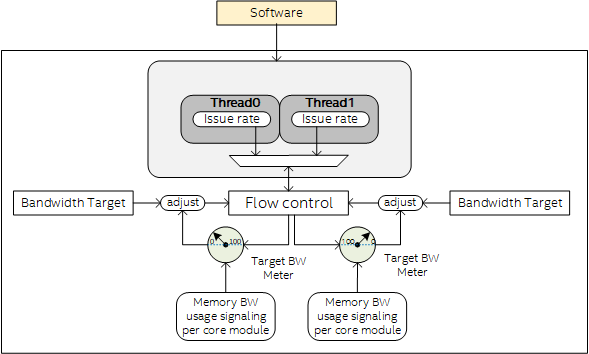 Software
Thread0
Thread1
Issue rate
Issue rate
Bandwidth Target
adjust
Flow control
adjust
Bandwidth Target
0 100
100 0
Target BW
Meter
Target BW
Meter
Memory BW
usage signaling
per core module
Memory BW
usage signaling
per core module